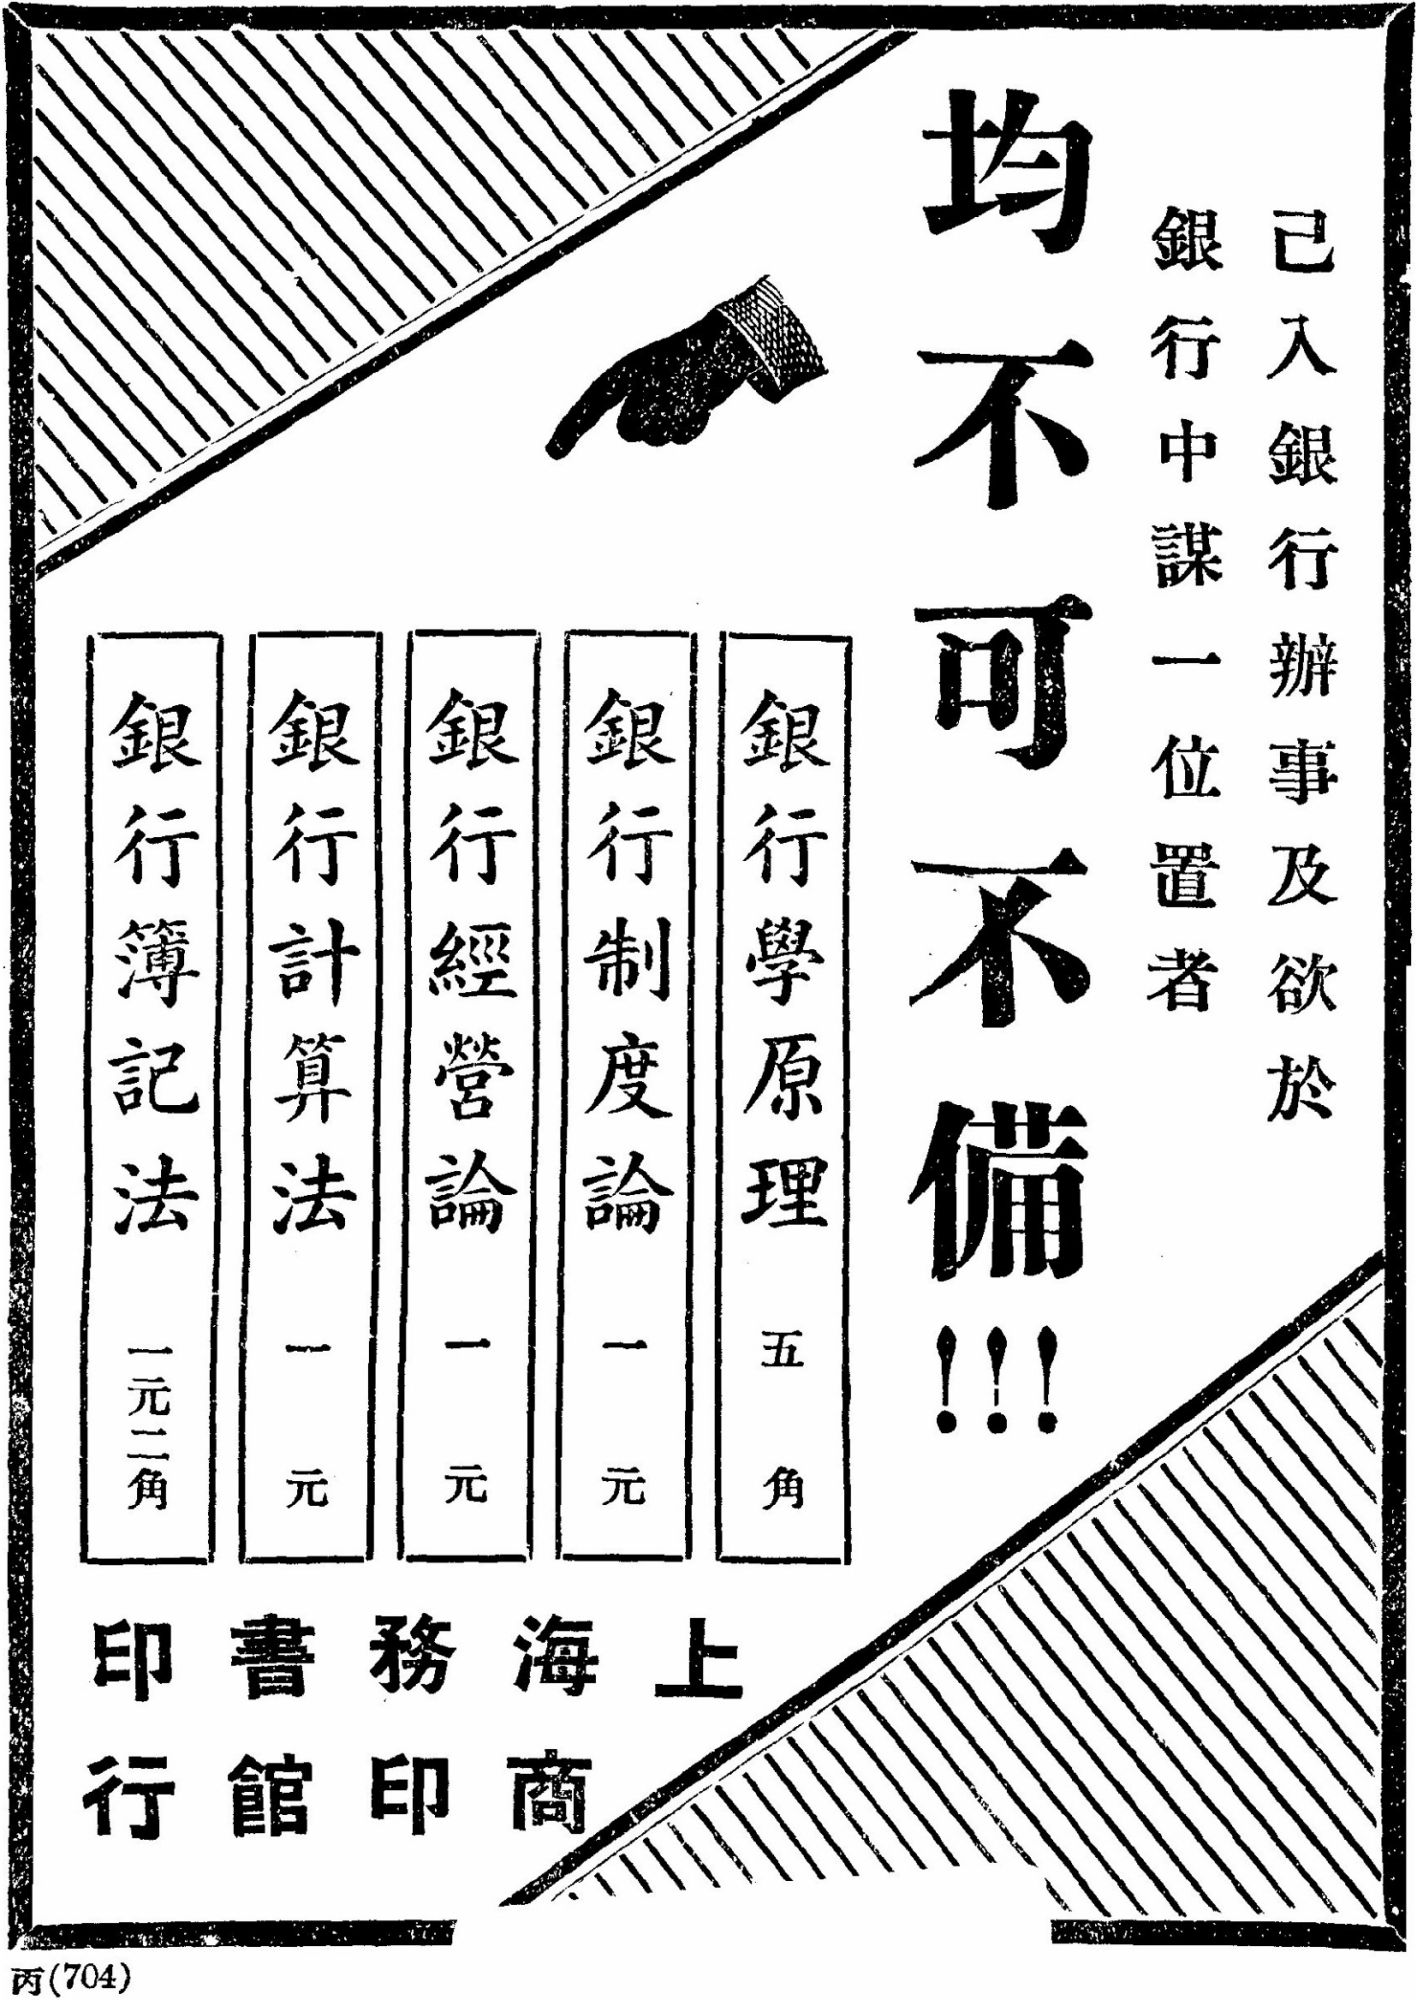 已入銀行辦事及欲於
銀行中謀一位置者
均不可不備!!!
銀行學原理 五角
銀行制度論 一元
銀行經營論 一元
銀行計算法 一元
銀行簿記法 一元二角
上海商務印書館印行
丙(704)